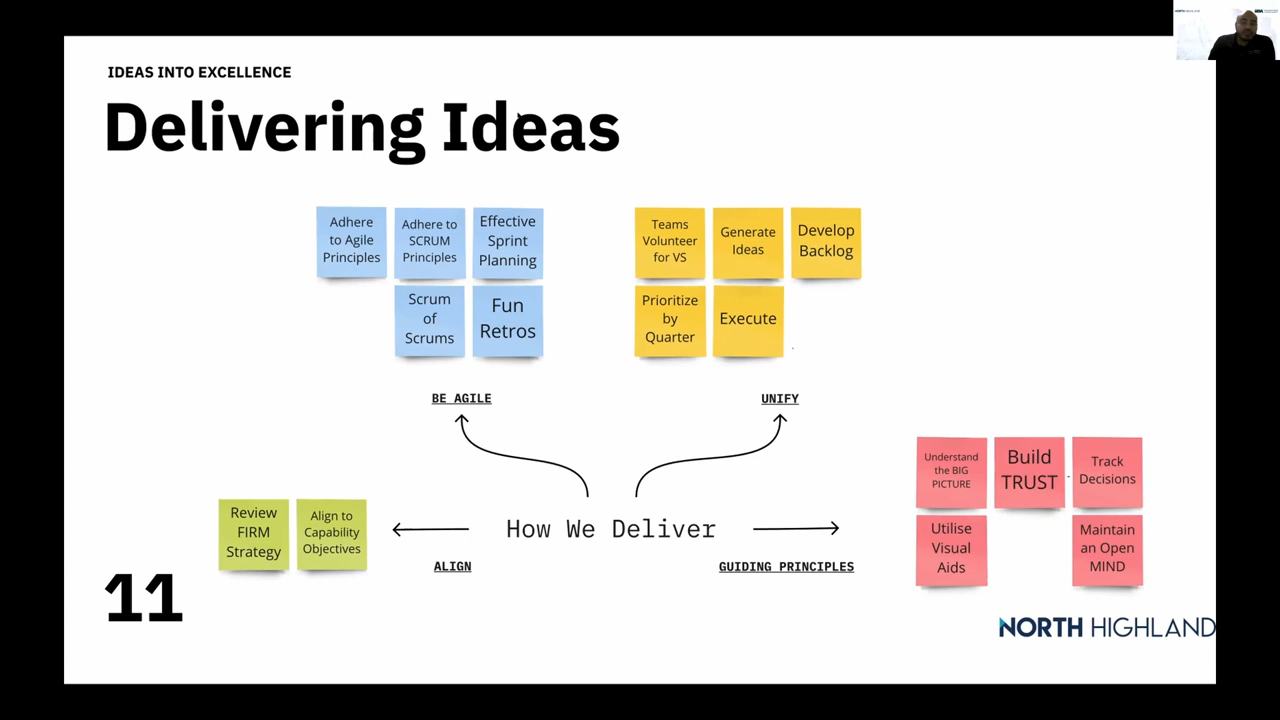 IDEAS INTO EXCELLENCE
Delivering Ideas
Adhere
to Agile
Principles
Adhere to
SCRUM
Principles
Effective
Sprint
Planning
Scrum
of
Scrums
Fun
Retros
Teams
Volunteer
for VS
Generate
Ideas
Develop
Backlog
Prioritize
by
Quarter
Execute
BE AGILE
UNIFY
Understand
the BIG
PICTURE
Build
TRUST
Track
Decisions
Utilise
Visual
Aids
Maintain
an Open
MIND
Review
FIRM
Strategy
Align to
Capability
Objectives
How We Deliver
ALIGN
GUIDING PRINCIPLES
11
NORTH HIGHLAND